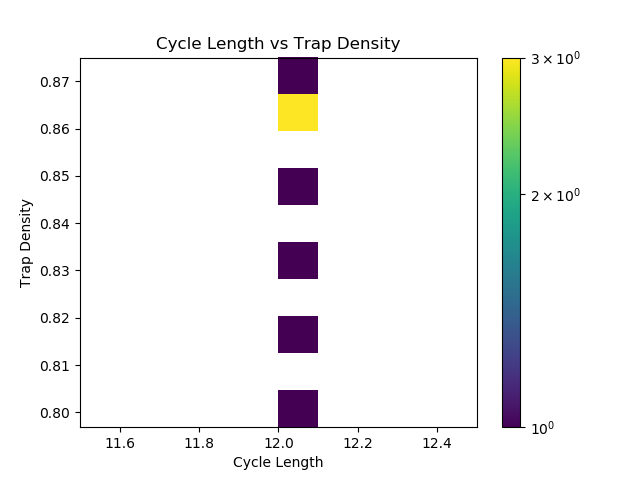 Cycle Length vs Trap Density
Trap Density
0.87
0.86
0.85
0.84
0.83
0.82
0.81
0.80
11.6 11.8 12.0 12.2 12.4
Cycle Length
3 × 10⁰
2 × 10⁰
10⁰